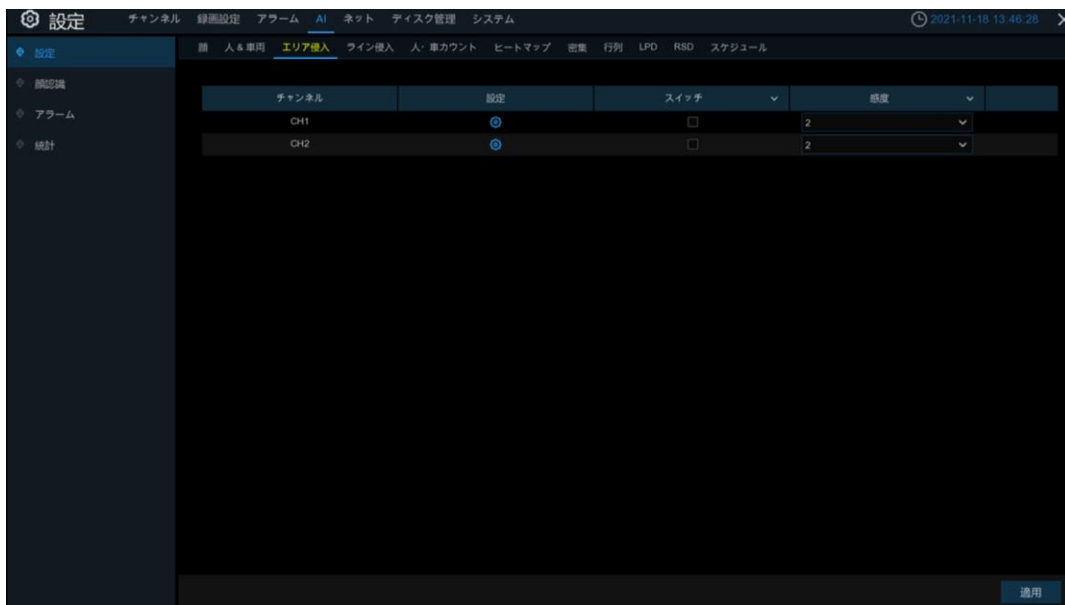 設定 チャンネル 録画設定 アラーム AI ネット ディスク管理 システム 2021-11-18 13:46:28
設定 顔 人&車両 エリア侵入 ライン侵入 人・車カウント ヒートマップ 密集 行列 LPD RSD スケジュール
顔認識
アラーム
統計
チャンネル 設定 スイッチ 感度
CH1 2
CH2 2
適用